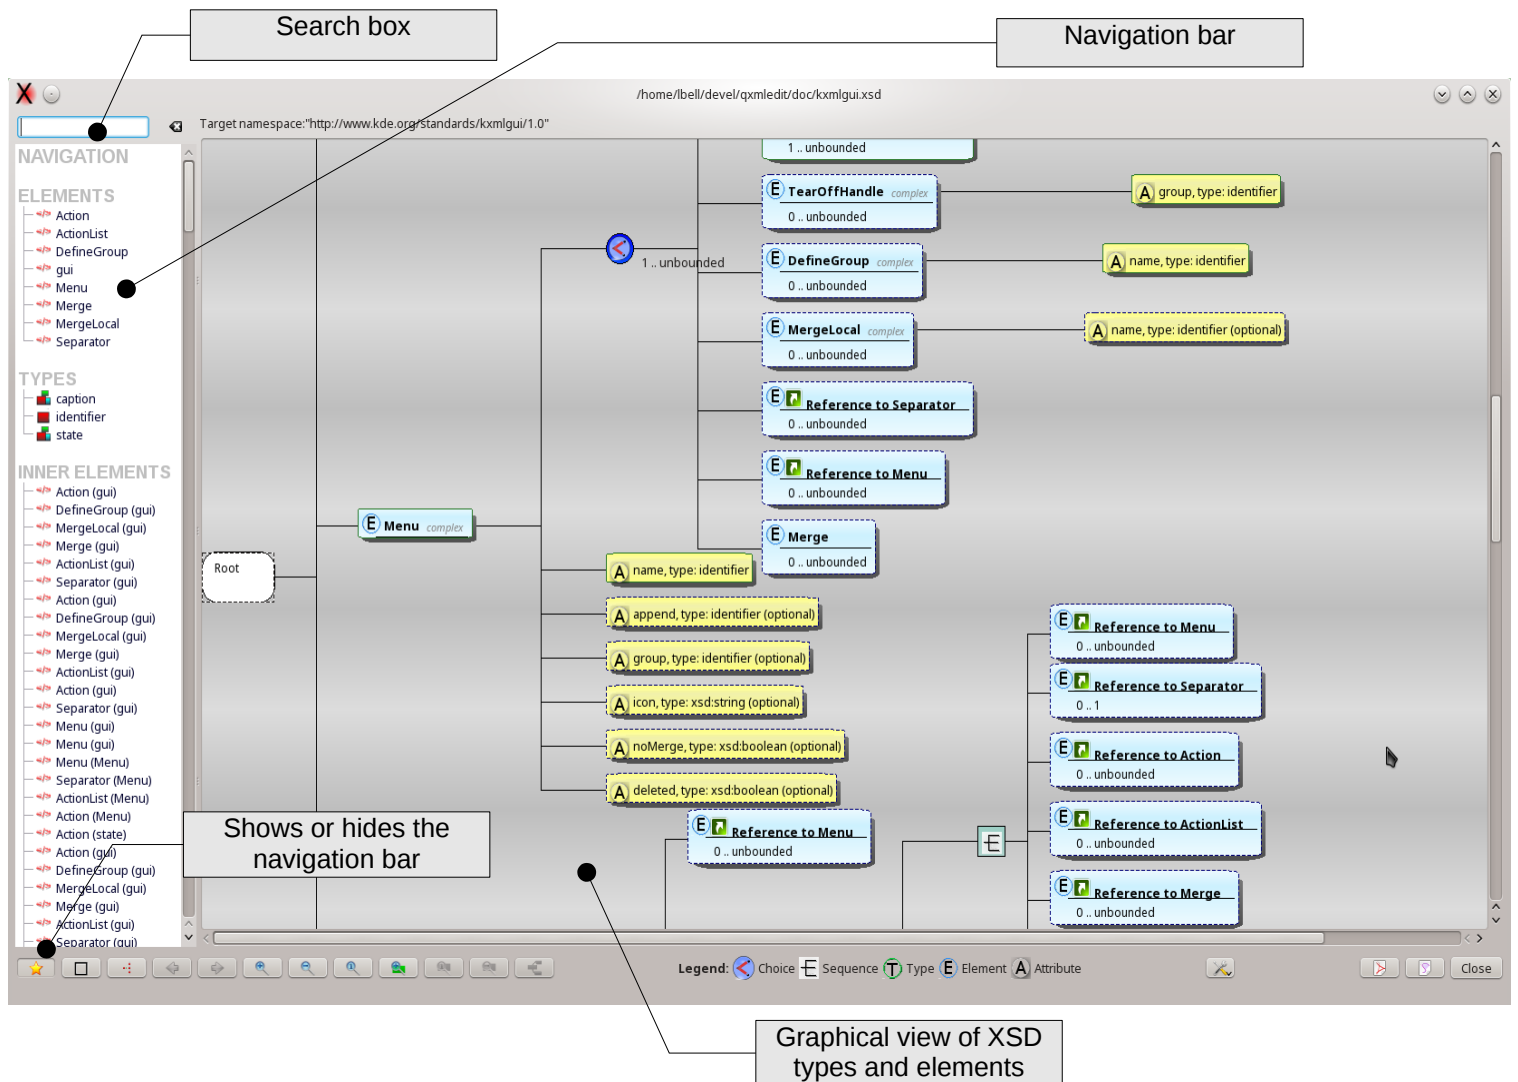 Search box
Navigation bar
/home/lbell/devel/qxmledit/doc/kxmlgui.xsd
Target namespace:"http://www.kde.org/standards/kxmlgui/1.0"
NAVIGATION
ELEMENTS
Action
ActionList
DefineGroup
gui
Menu
Merge
MergeLocal
Separator
TYPES
caption
identifier
state
INNER ELEMENTS
Action (gui)
DefineGroup (gui)
MergeLocal (gui)
Merge (gui)
ActionList (gui)
Separator (gui)
Action (gui)
DefineGroup (gui)
MergeLocal (gui)
Merge (gui)
ActionList (gui)
Action (gui)
Separator (gui)
Menu (gui)
Menu (gui)
Menu (Menu)
Separator (Menu)
ActionList (Menu)
Action (Menu)
Action (state)
Action (gui)
DefineGroup (gui)
MergeLocal (gui)
Merge (gui)
ActionList (gui)
Separator (gui)
Root
E Menu complex
1 .. unbounded
1 .. unbounded
E TearOffHandle complex
0 .. unbounded
A group, type: identifier
E DefineGroup complex
0 .. unbounded
A name, type: identifier
E MergeLocal complex
0 .. unbounded
A name, type: identifier (optional)
E Reference to Separator
0 .. unbounded
E Reference to Menu
0 .. unbounded
E Merge
0 .. unbounded
A name, type: identifier
A append, type: identifier (optional)
A group, type: identifier (optional)
A icon, type: xsd:string (optional)
A noMerge, type: xsd:boolean (optional)
A deleted, type: xsd:boolean (optional)
E Reference to Menu
0 .. unbounded
E Reference to Menu
0 .. unbounded
E Reference to Separator
0 .. 1
E Reference to Action
0 .. unbounded
E Reference to ActionList
0 .. unbounded
E Reference to Merge
0 .. unbounded
Shows or hides the
navigation bar
Legend: Choice Sequence T Type E Element A Attribute
Close
Graphical view of XSD
types and elements